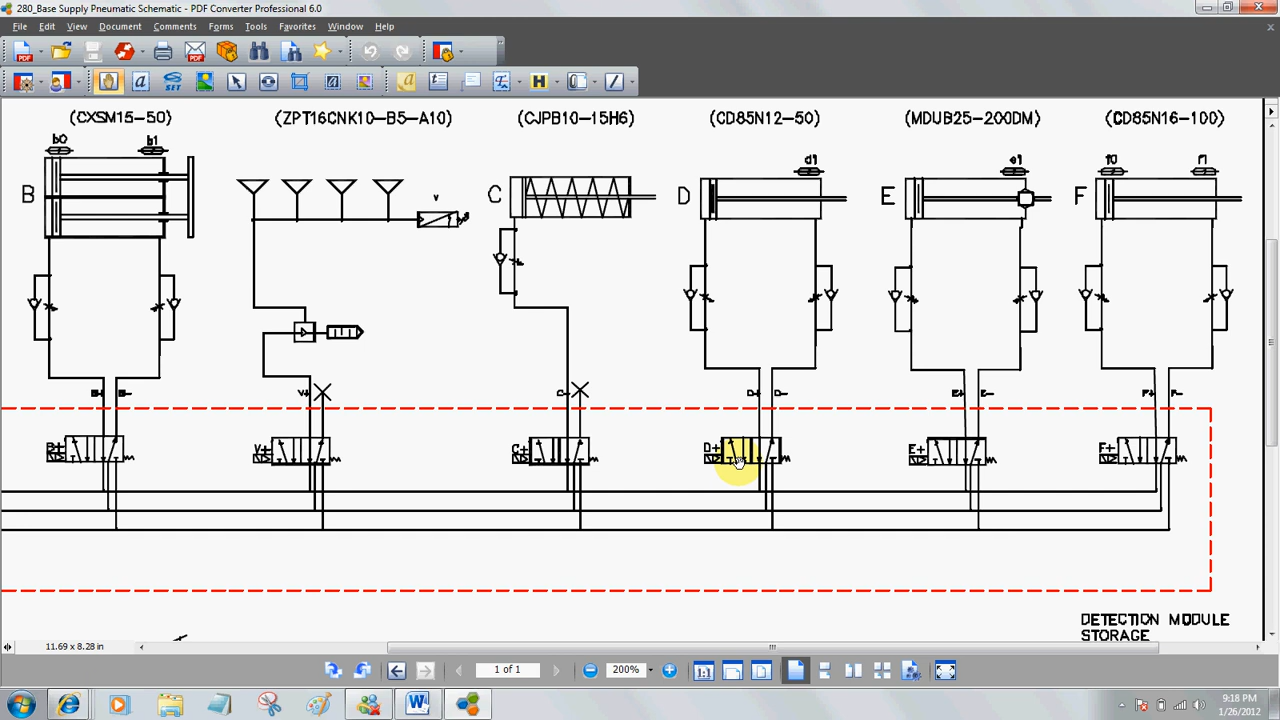 280_Base Supply Pneumatic Schematic - PDF Converter Professional 6.0
File Edit View Document Comments Forms Tools Favorites Window Help
(CXSM15-50) (ZPT16CNK10-B5-A10) (CJPB10-15H6) (CD85N12-50) (MDUB25-200DM) (CD85N16-100)
b0 b1 d1 e1 f0 f1
B v C D E F
V- C- D+ D- E+ E- F+ F-
B+ V+ C+ D+ E+ F+
DETECTION MODULE
STORAGE
11.69 x 8.28 in
1 of 1 200%
9:18 PM
1/26/2012